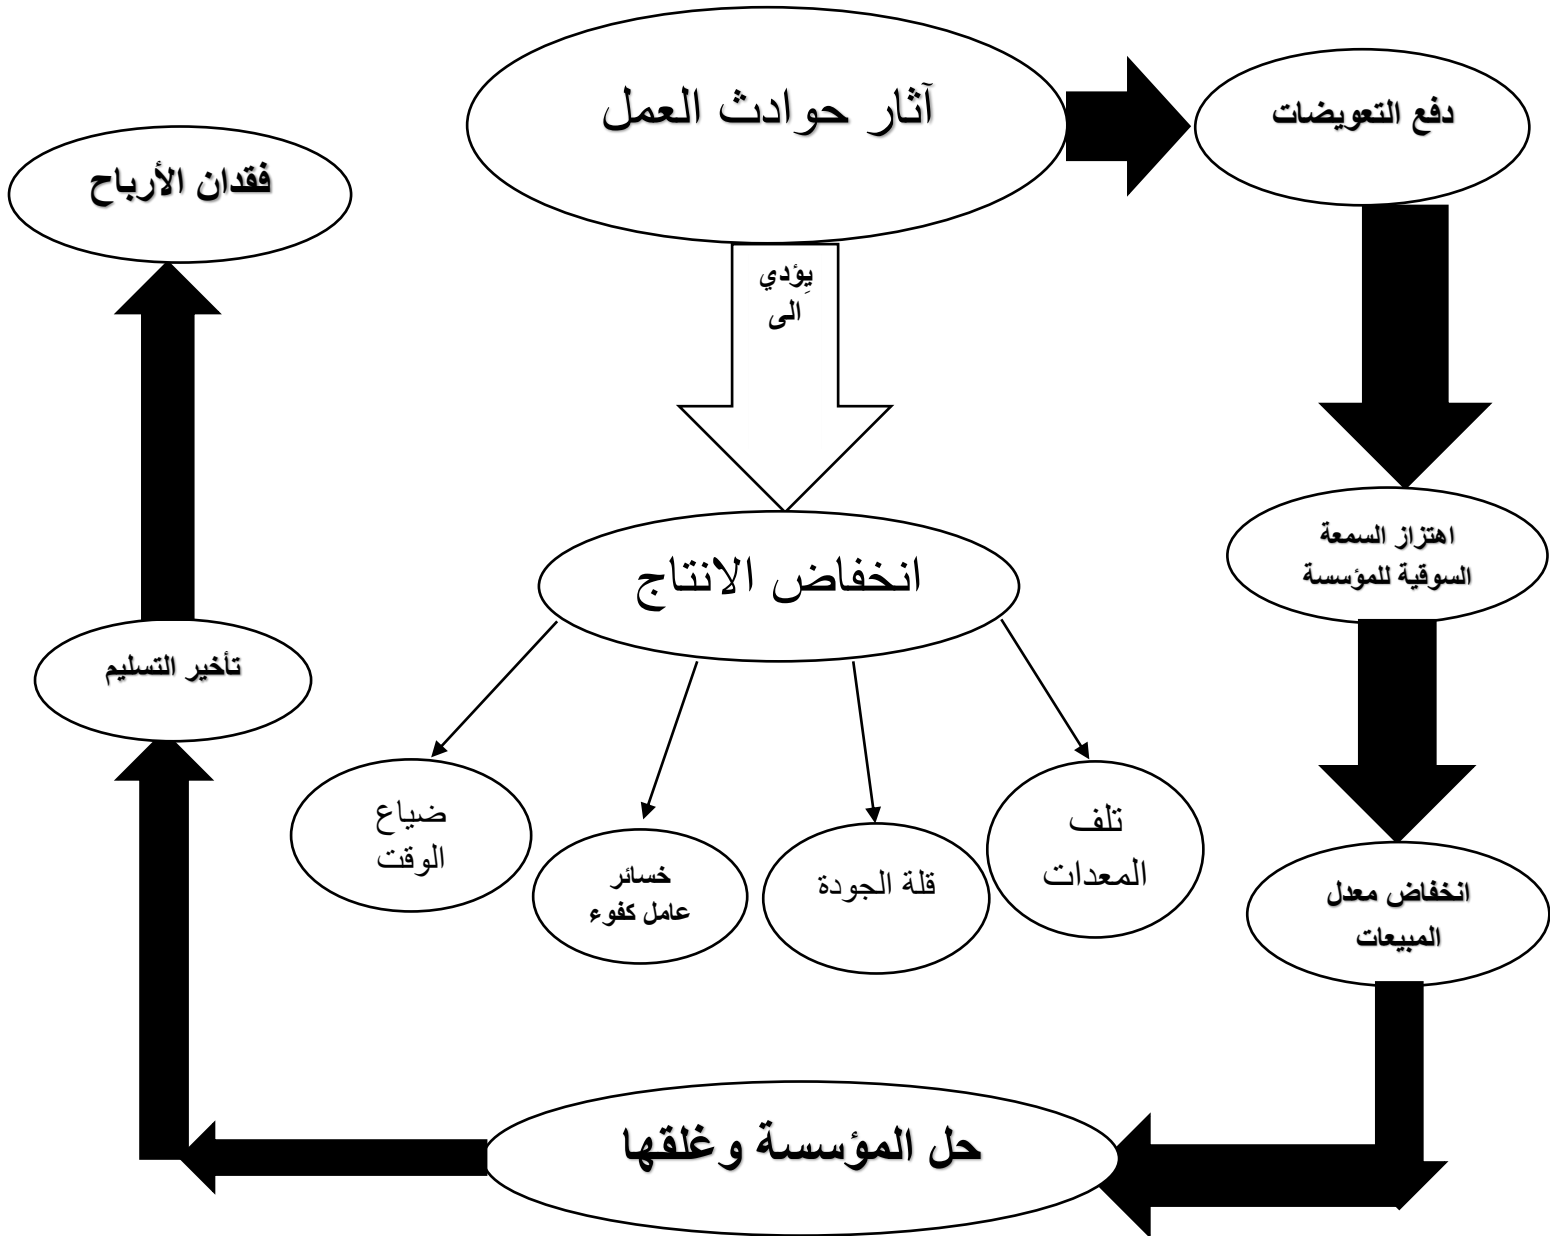 آثار حوادث العمل
دفع التعويضات
فقدان الأرباح
يؤدي
الى
اهتزاز السمعة
السوقية للمؤسسة
انخفاض الانتاج
تأخير التسليم
ضياع
الوقت
خسائر
عامل كفوء
قلة الجودة
تلف
المعدات
انخفاض معدل
المبيعات
حل المؤسسة وغلقها